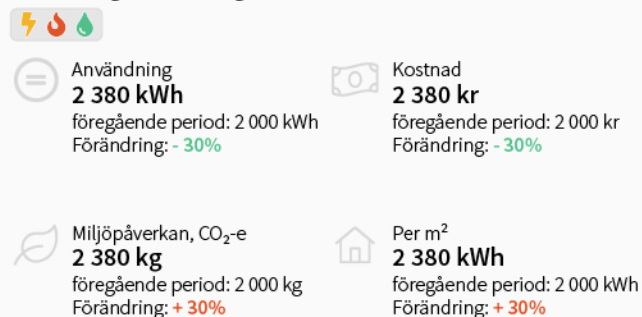 Användning
2 380 kWh
föregående period: 2 000 kWh
Förändring: - 30%
Kostnad
2 380 kr
föregående period: 2 000 kr
Förändring: - 30%
Miljöpåverkan, CO₂-e
2 380 kg
föregående period: 2 000 kg
Förändring: + 30%
Per m²
2 380 kWh
föregående period: 2 000 kWh
Förändring: + 30%